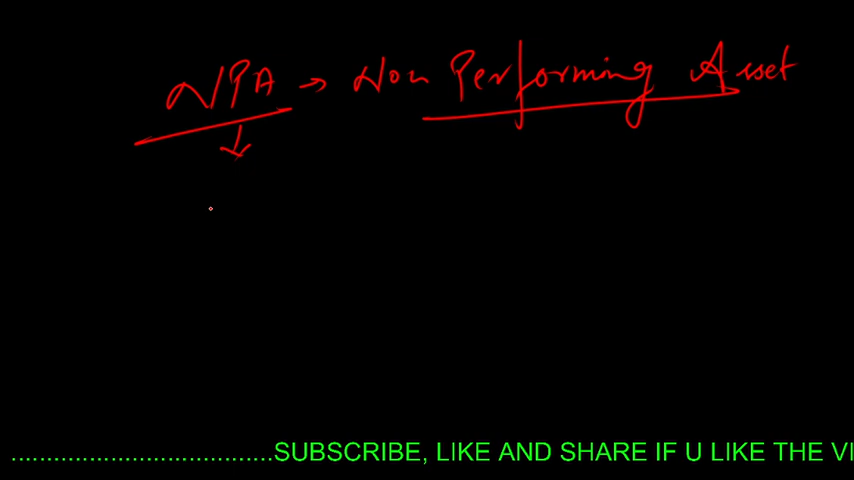 NPA → Non Performing Asset
....................................SUBSCRIBE, LIKE AND SHARE IF U LIKE THE VI